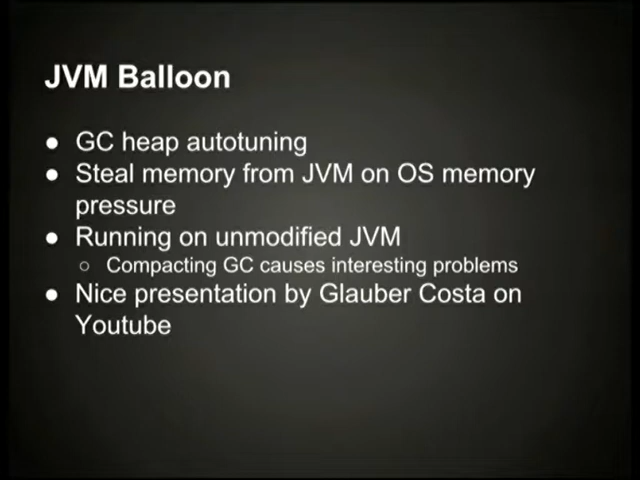 JVM Balloon
● GC heap autotuning
● Steal memory from JVM on OS memory
pressure
● Running on unmodified JVM
○ Compacting GC causes interesting problems
● Nice presentation by Glauber Costa on
Youtube